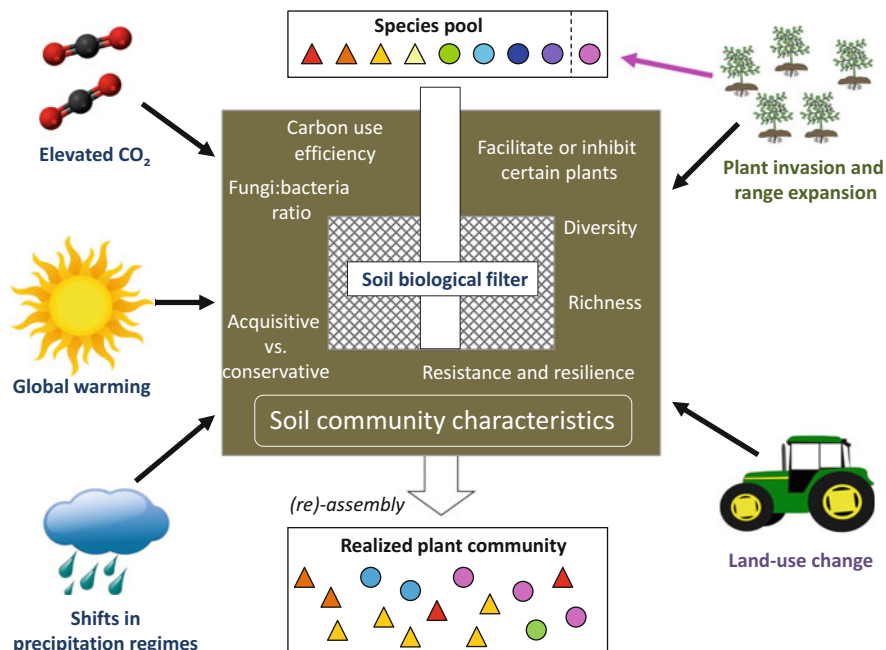 Species pool
Elevated CO₂
Carbon use
efficiency
Facilitate or inhibit
certain plants
Plant invasion and
range expansion
Fungi:bacteria
ratio
Diversity
Soil biological filter
Richness
Acquisitive
vs.
conservative
Global warming
Resistance and resilience
Soil community characteristics
(re)-assembly
Realized plant community
Land-use change
Shifts in
precipitation regimes